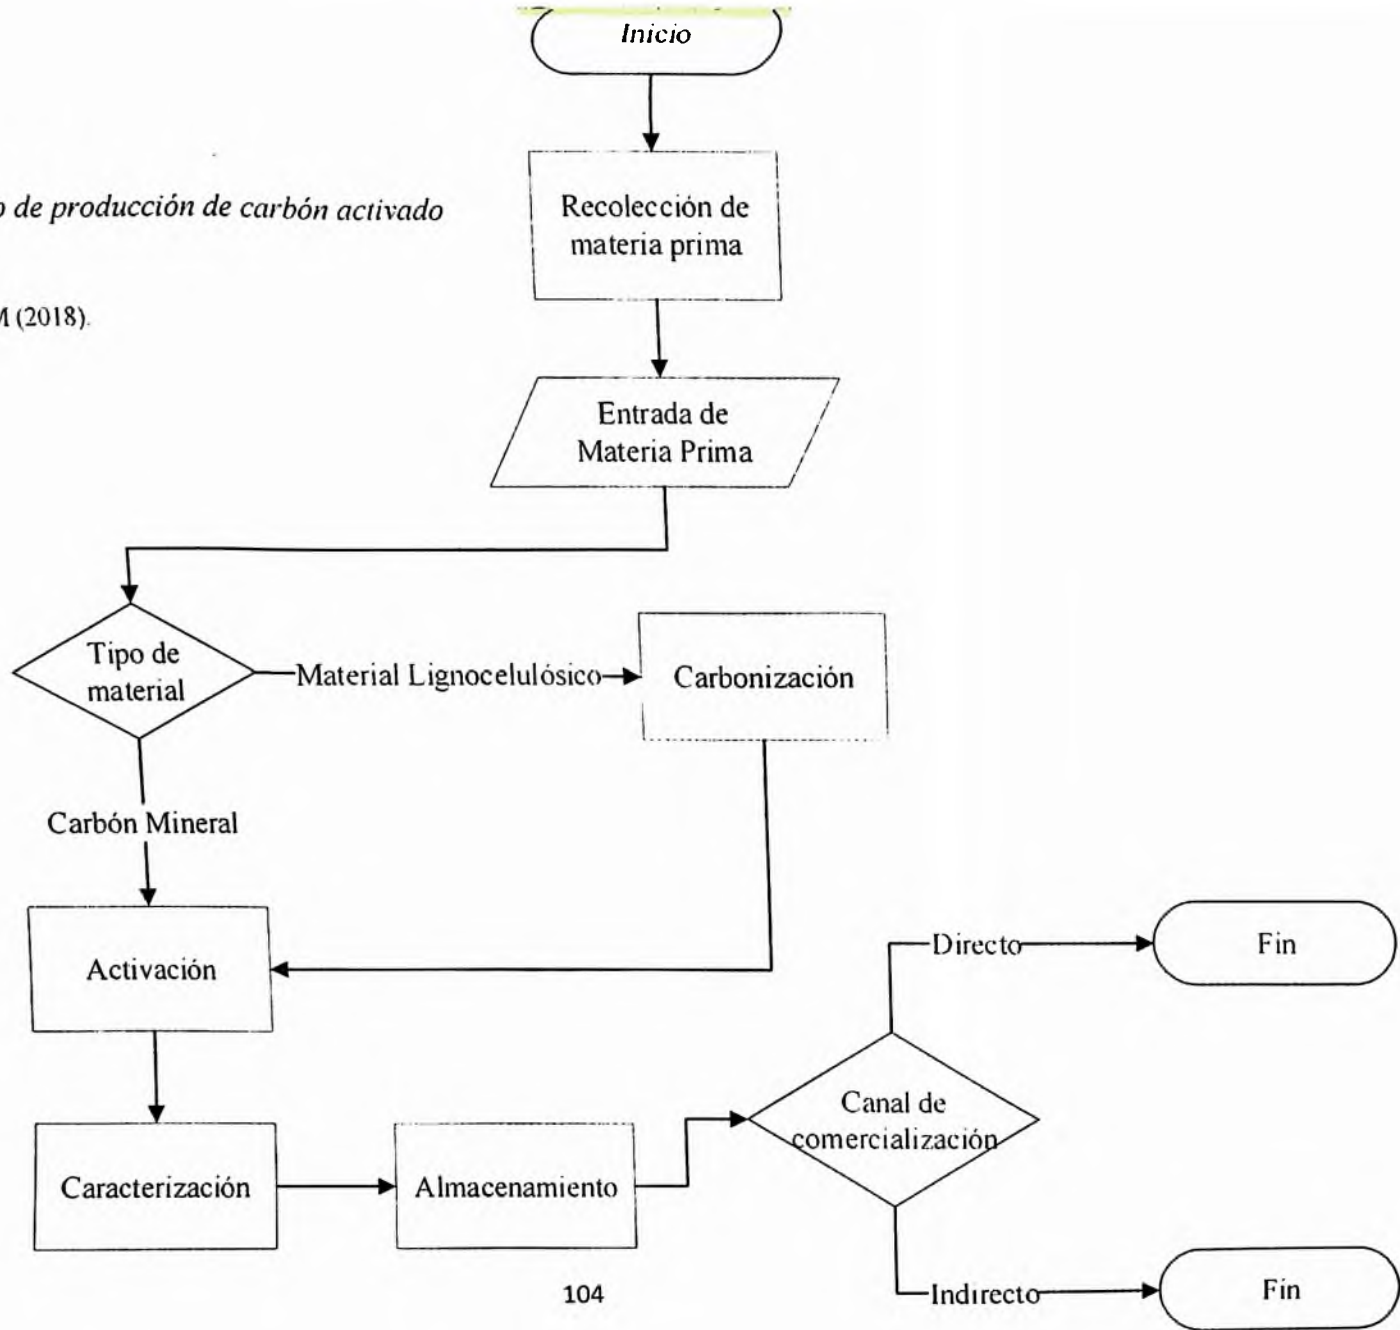 Inicio
o de producción de carbón activado
Recolección de
materia prima
(2018).
Entrada de
Materia Prima
Tipo de
material
Material Lignocelulósico
Carbonización
Carbón Mineral
Activación
Directo
Fin
Canal de
comercialización
Caracterización
Almacenamiento
Indirecto
Fin
104